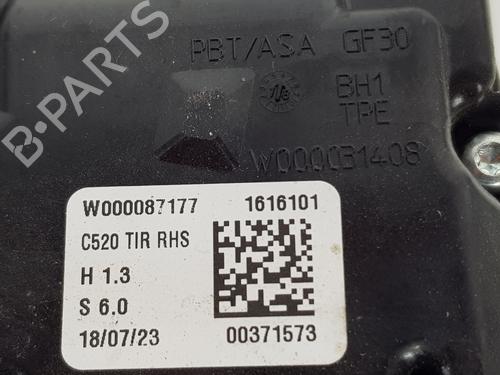 PBT/ASA GF30
BH1
TPE
W000031408
W000087177 1616101
C520 TIR RHS
H 1.3
S 6.0
18/07/23 00371573